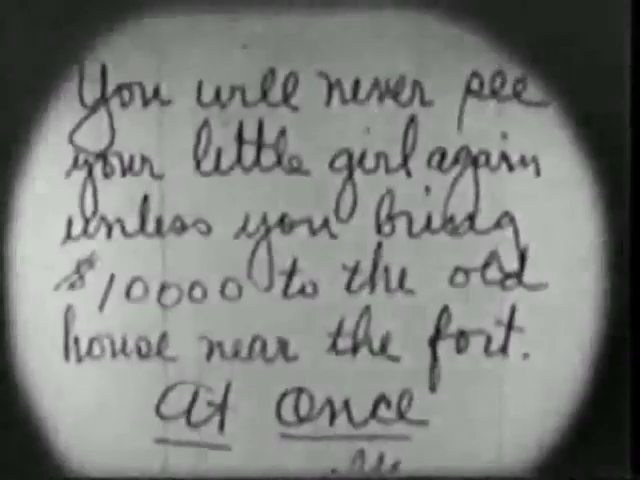 You will never see
your little girl again
unless you bring
$10000 to the old
house near the fort.
At Once